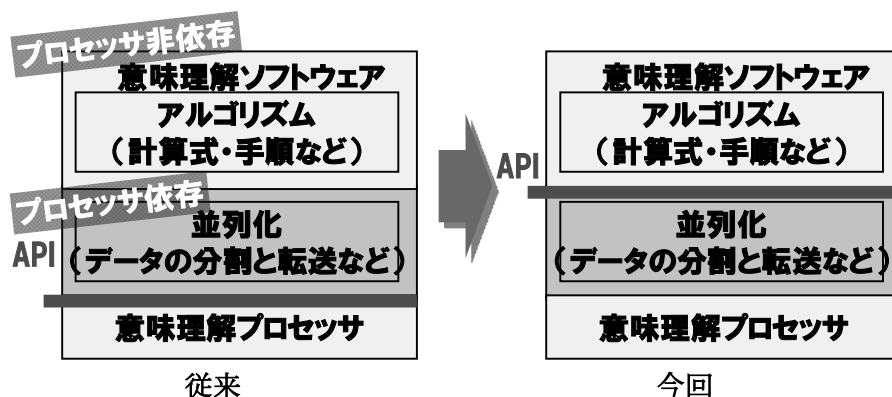 プロセッサ非依存
意味理解ソフトウェア
アルゴリズム
(計算式・手順など)
プロセッサ依存
並列化
API
(データの分割と転送など)
意味理解プロセッサ
従来
意味理解ソフトウェア
アルゴリズム
(計算式・手順など)
API
並列化
(データの分割と転送など)
意味理解プロセッサ
今回